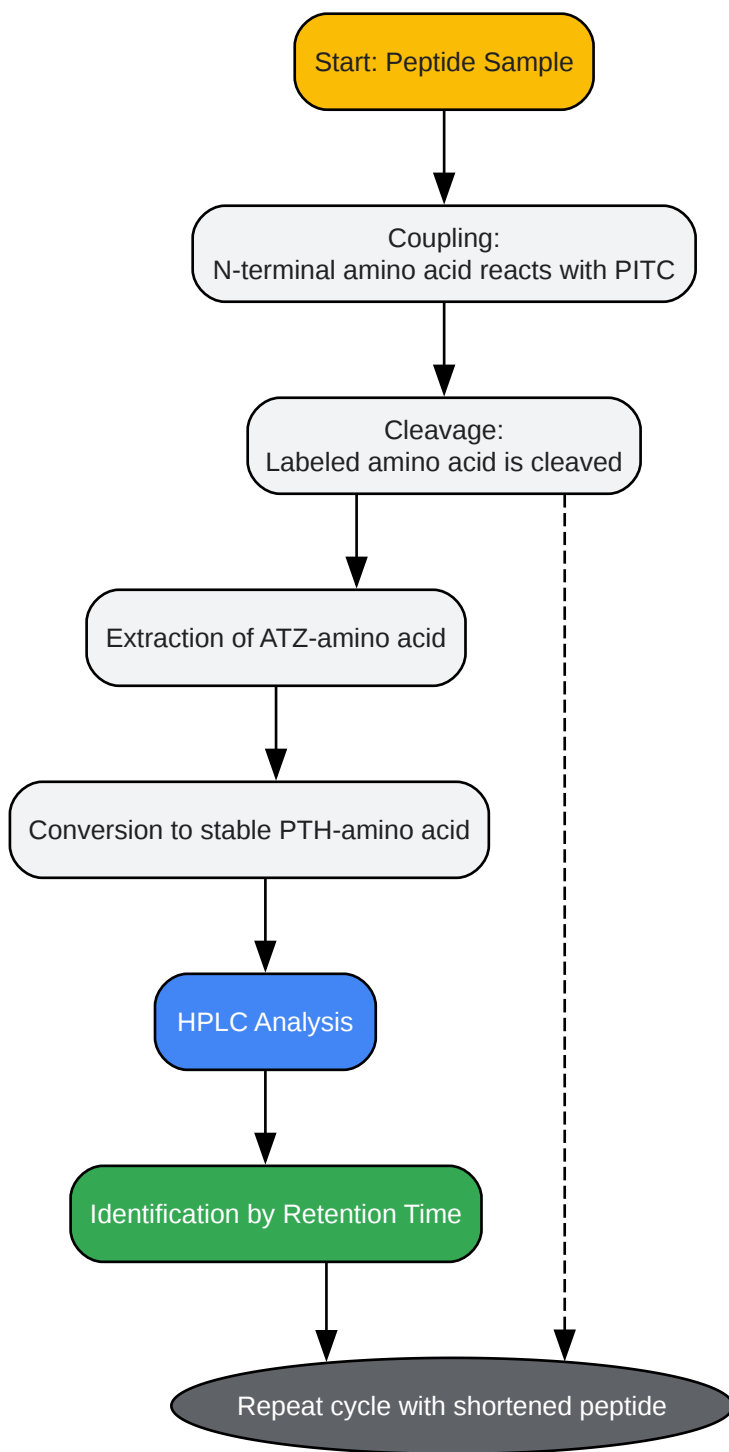 Start: Peptide Sample
Coupling:
N-terminal amino acid reacts with PITC
Cleavage:
Labeled amino acid is cleaved
Extraction of ATZ-amino acid
Conversion to stable PTH-amino acid
HPLC Analysis
Identification by Retention Time
Repeat cycle with shortened peptide